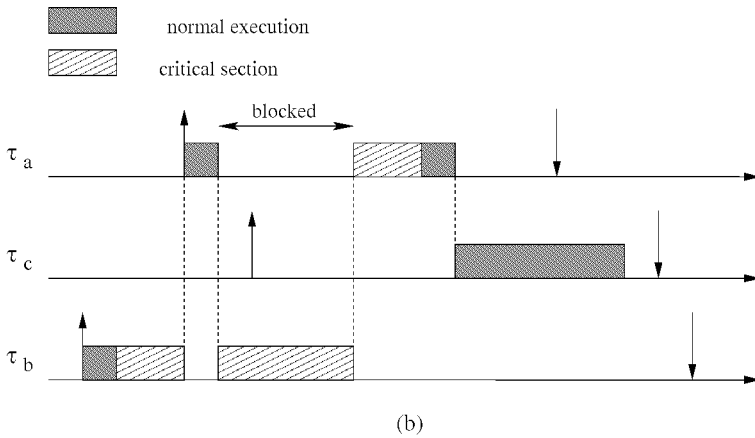 normal execution
critical section
blocked
τ a
τ c
τ b
(b)